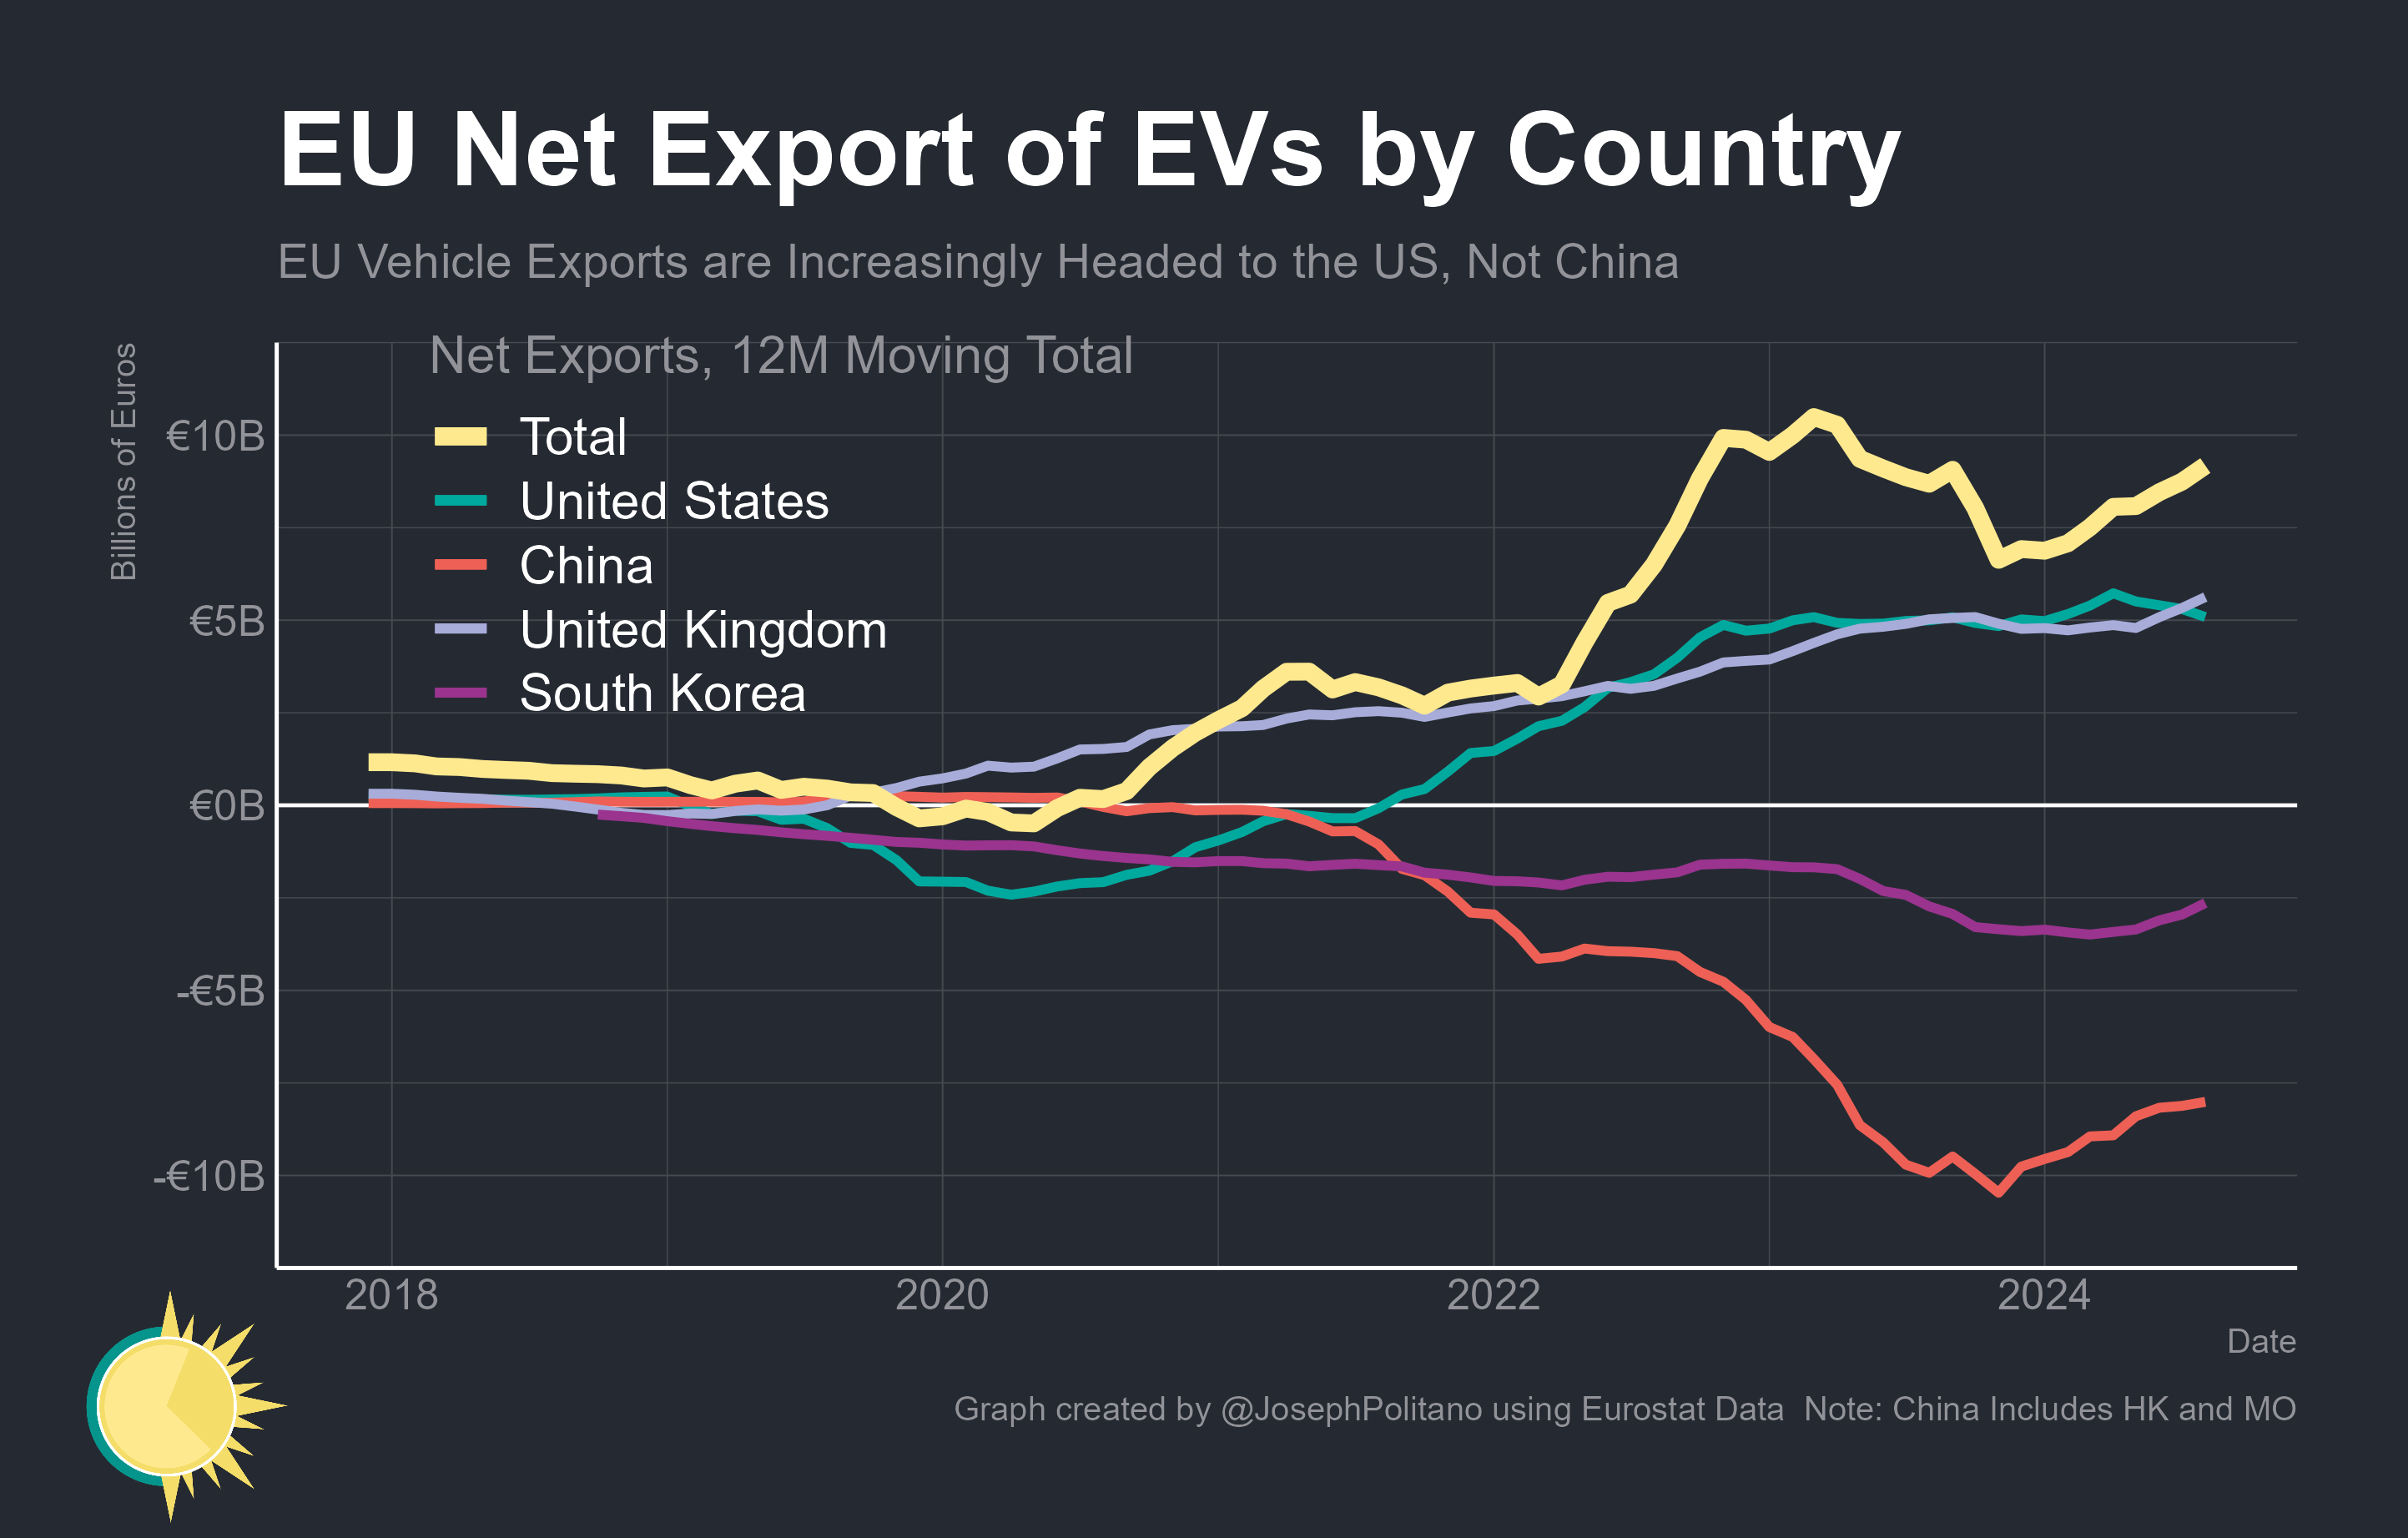 EU Net Export of EVs by Country
EU Vehicle Exports are Increasingly Headed to the US, Not China
Billions of Euros
Net Exports, 12M Moving Total
Total
United States
China
United Kingdom
South Korea
€10B
€5B
€0B
-€5B
-€10B
2018
2020
2022
2024
Date
Graph created by @JosephPolitano using Eurostat Data Note: China Includes HK and MO